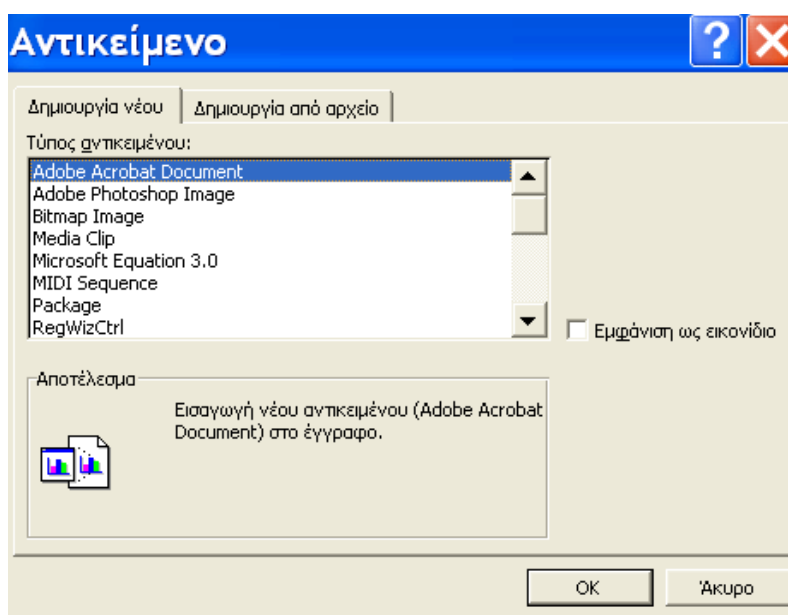 Αντικείμενο
?
Δημιουργία νέου
Δημιουργία από αρχείο
Τύπος αντικειμένου:
Adobe Acrobat Document
Adobe Photoshop Image
Bitmap Image
Media Clip
Microsoft Equation 3.0
MIDI Sequence
Package
RegWizCtrl
Εμφάνιση ως εικονίδιο
Αποτέλεσμα
Εισαγωγή νέου αντικειμένου (Adobe Acrobat
Document) στο έγγραφο.
OK
Άκυρο